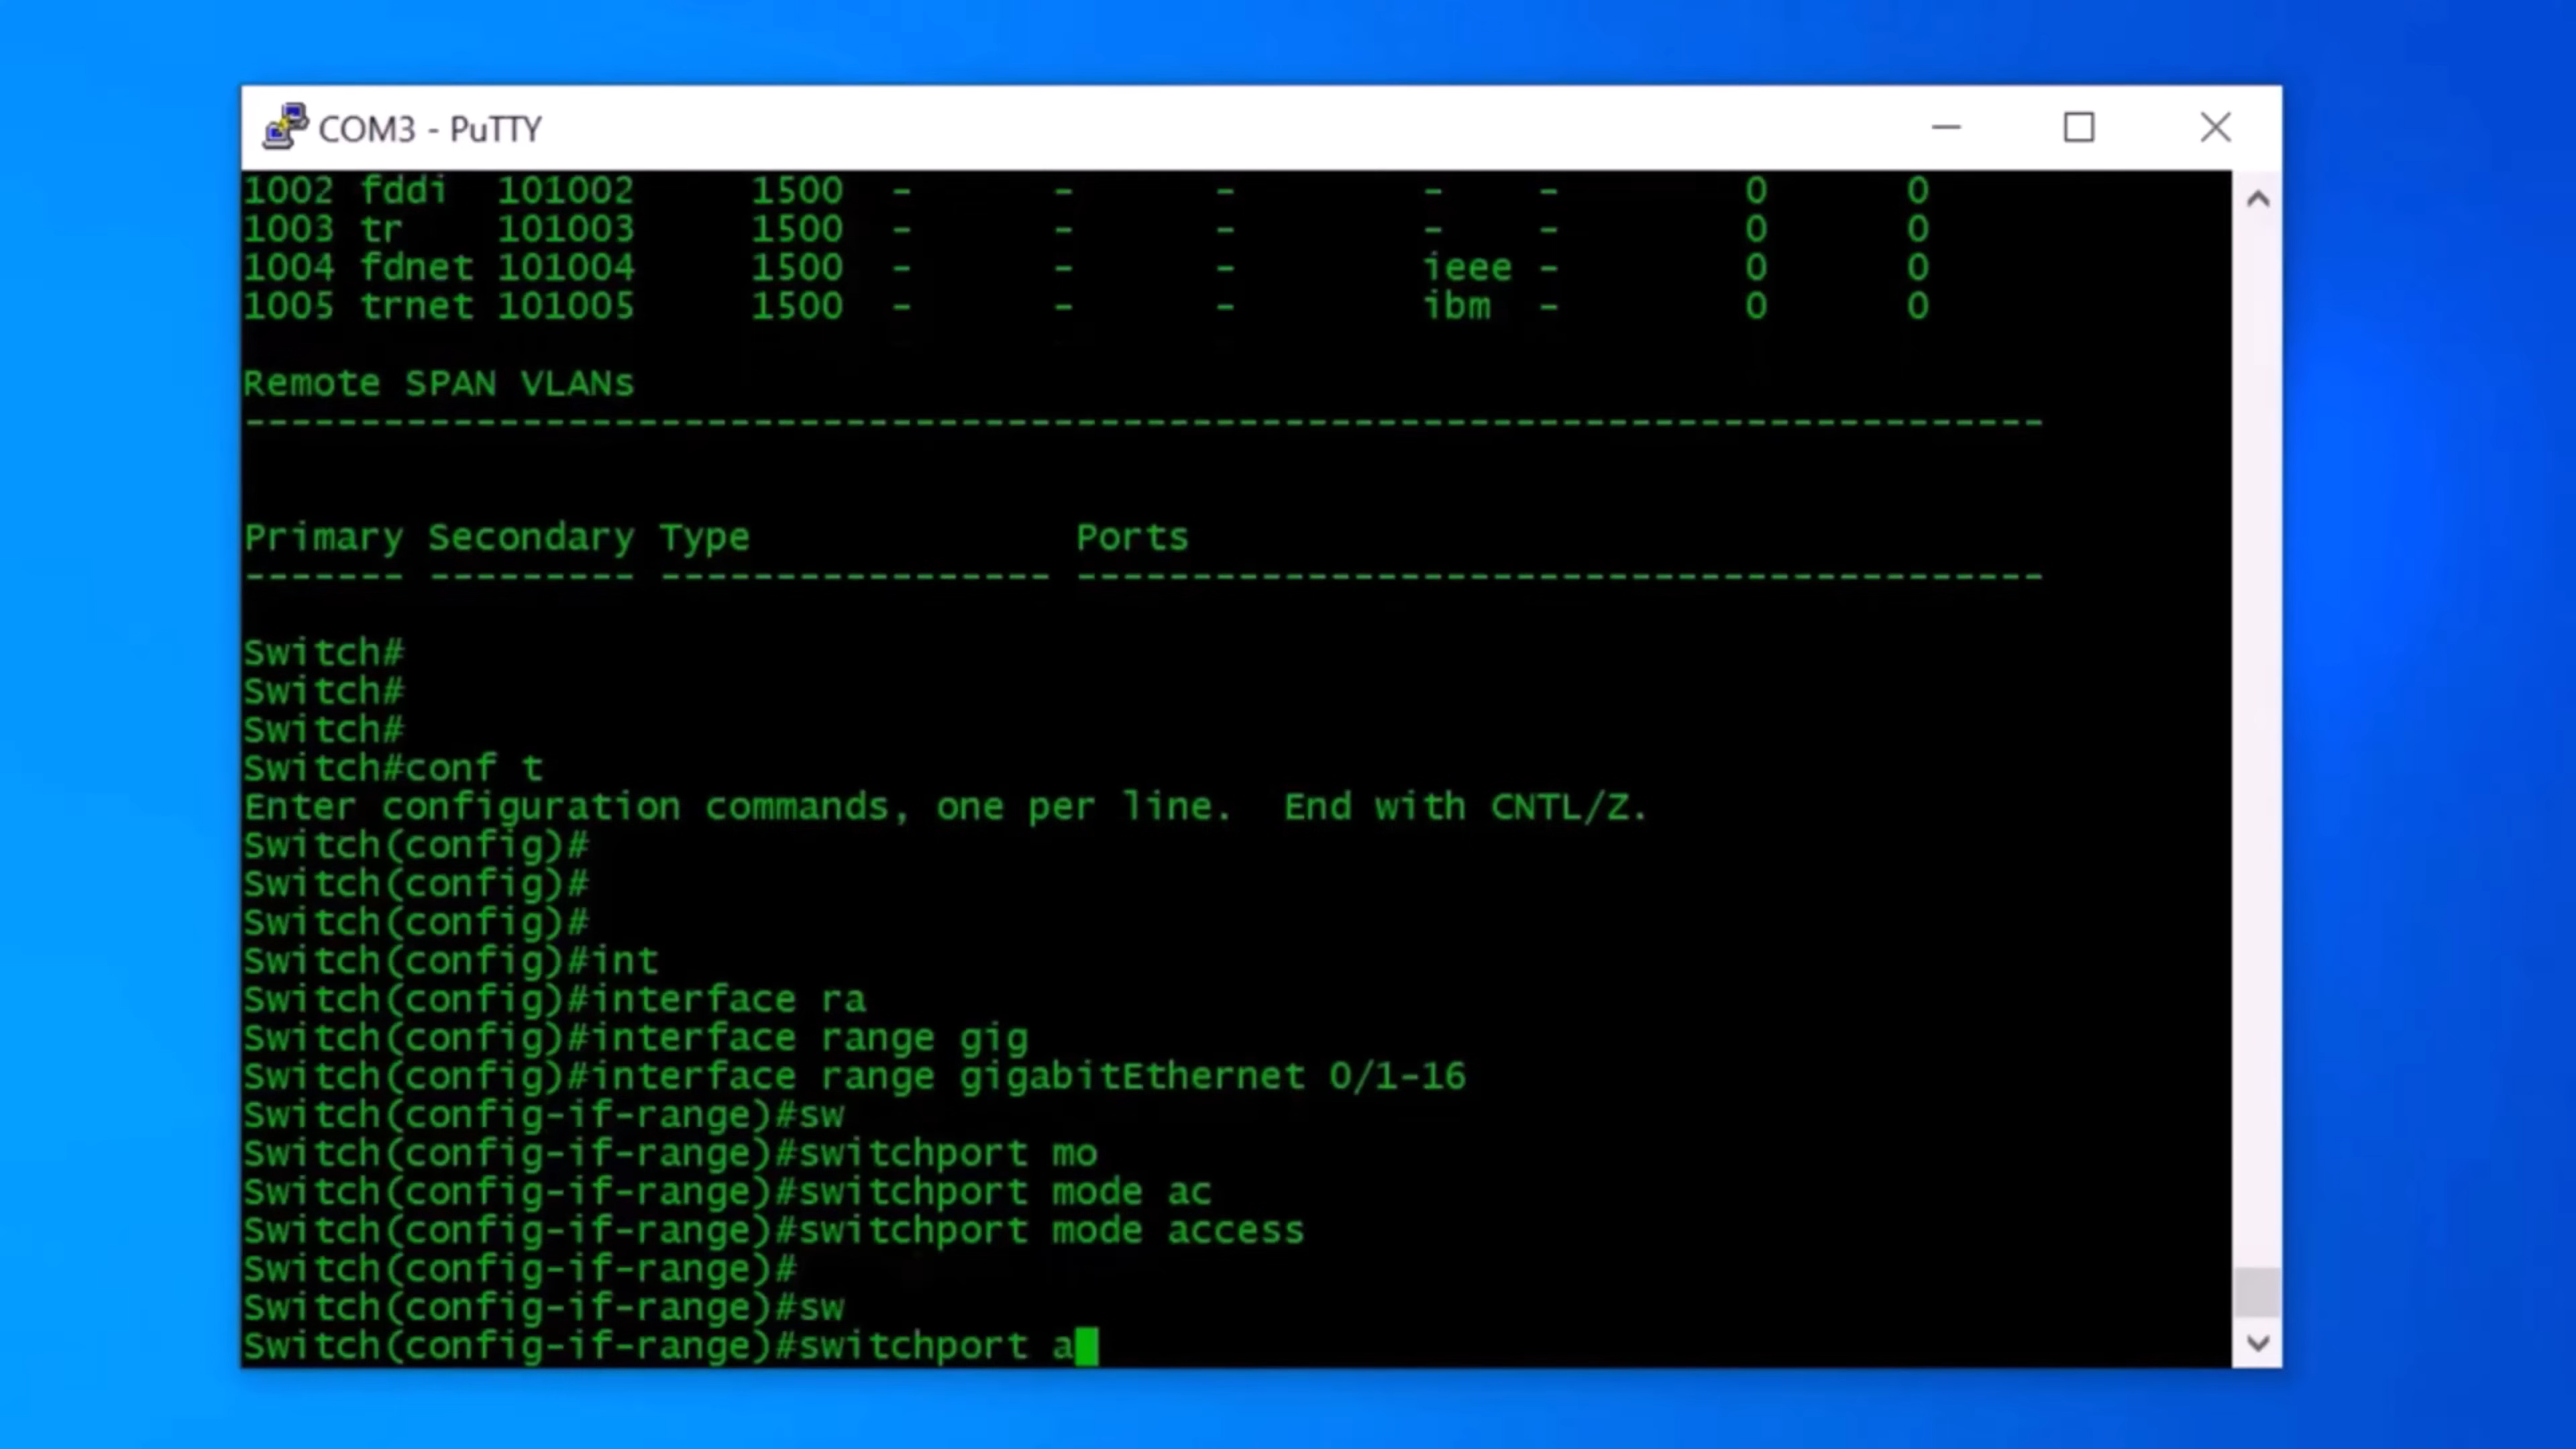 COM3 - PuTTY
1002 fddi  101002     1500  -      -      -        -    -        0      0
1003 tr    101003     1500  -      -      -        -    -        0      0
1004 fdnet 101004     1500  -      -      -        ieee -        0      0
1005 trnet 101005     1500  -      -      -        ibm  -        0      0
Remote SPAN VLANs
------------------------------------------------------------------------------
Primary Secondary Type              Ports
------- --------- ----------------- ------------------------------------------
Switch#
Switch#
Switch#
Switch#conf t
Enter configuration commands, one per line.  End with CNTL/Z.
Switch(config)#
Switch(config)#
Switch(config)#
Switch(config)#int
Switch(config)#interface ra
Switch(config)#interface range gig
Switch(config)#interface range gigabitEthernet 0/1-16
Switch(config-if-range)#sw
Switch(config-if-range)#switchport mo
Switch(config-if-range)#switchport mode ac
Switch(config-if-range)#switchport mode access
Switch(config-if-range)#
Switch(config-if-range)#sw
Switch(config-if-range)#switchport a